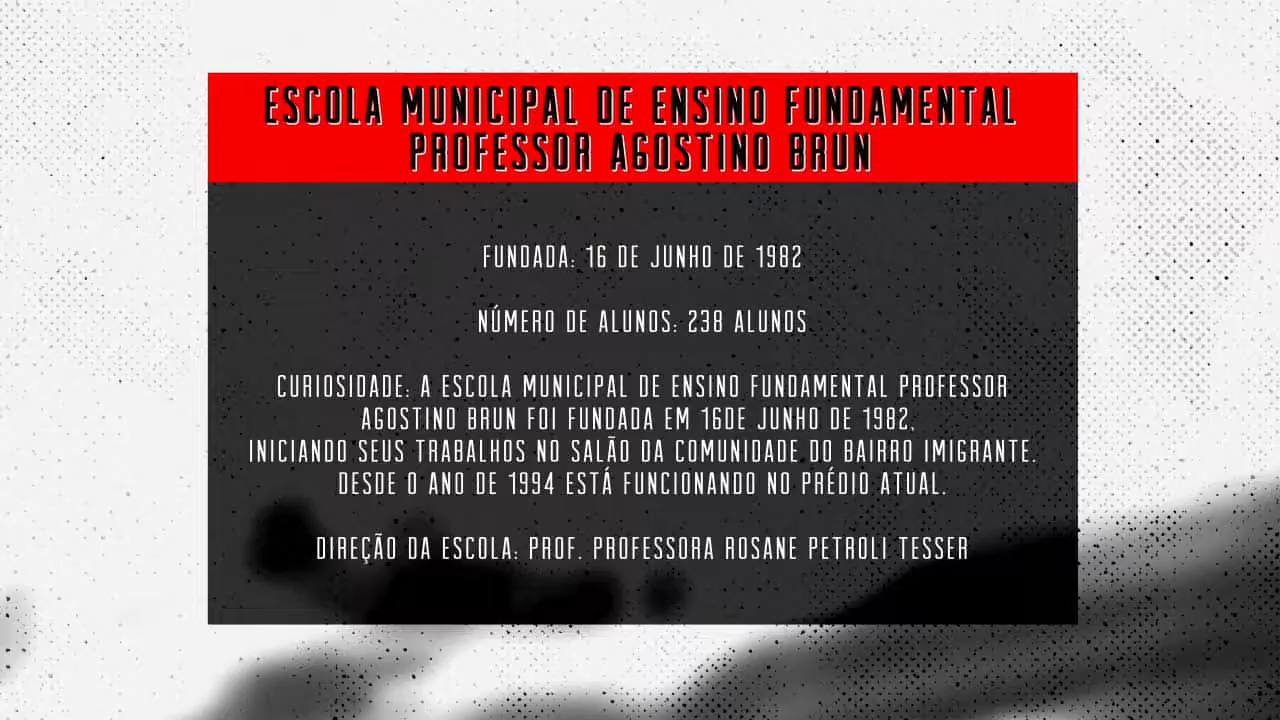 ESCOLA MUNICIPAL DE ENSINO FUNDAMENTAL
PROFESSOR AGOSTINO BRUN
FUNDADA: 16 DE JUNHO DE 1982
NÚMERO DE ALUNOS: 238 ALUNOS
CURIOSIDADE: A ESCOLA MUNICIPAL DE ENSINO FUNDAMENTAL PROFESSOR
AGOSTINO BRUN FOI FUNDADA EM 16DE JUNHO DE 1982,
INICIANDO SEUS TRABALHOS NO SALÃO DA COMUNIDADE DO BAIRRO IMIGRANTE.
DESDE O ANO DE 1994 ESTÁ FUNCIONANDO NO PRÉDIO ATUAL.
DIREÇÃO DA ESCOLA: PROF. PROFESSORA ROSANE PETROLI TESSER